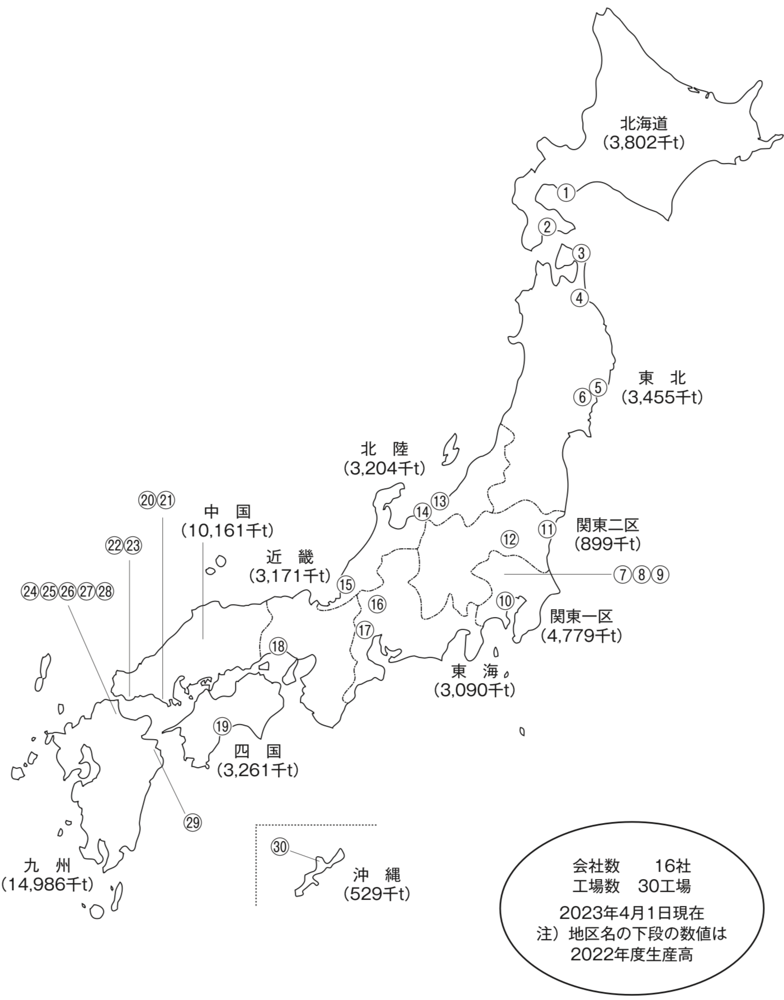 北海道
（3,802千t）
①
②
③
④
東　北
（3,455千t）
⑤
⑥
北　陸
（3,204千t）
⑬
⑭
⑳㉑
中　国
（10,161千t）
関東二区
（899千t）
⑪
⑫
㉒㉓
近　畿
（3,171千t）
⑦⑧⑨
⑮
㉔㉕㉖㉗㉘
⑯
⑩
関東一区
（4,779千t）
⑰
⑱
東　海
（3,090千t）
⑲
四　国
（3,261千t）
㉙
㉚
九　州
（14,986千t）
沖　縄
（529千t）
会社数　　16社
工場数　30工場
2023年4月1日現在
注）地区名の下段の数値は
2022年度生産高